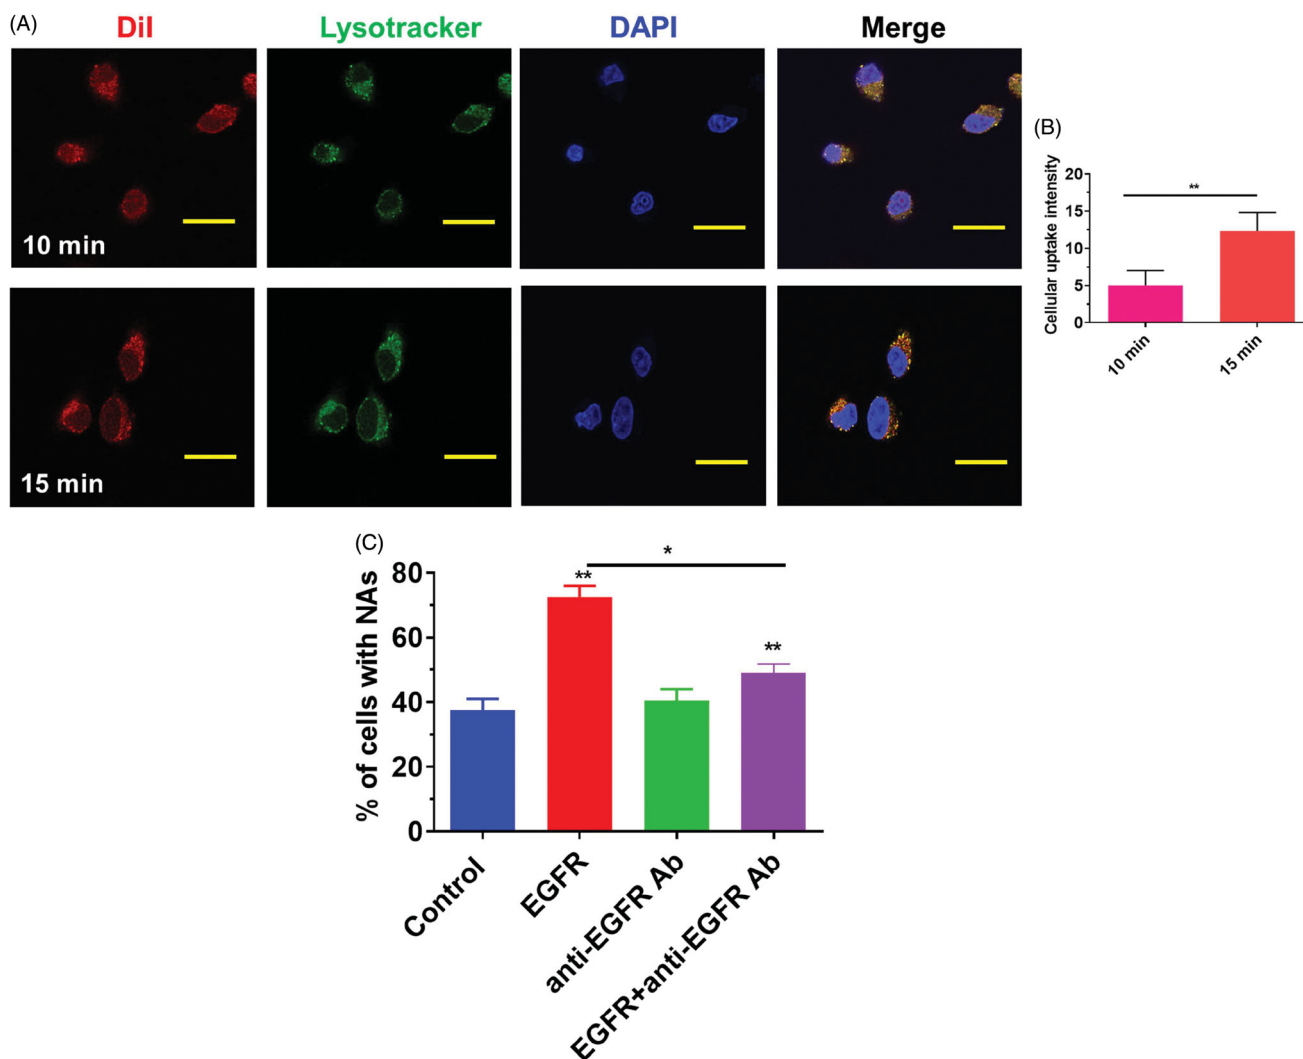 (A)
DiI
Lysotracker
DAPI
Merge
10 min
15 min
(B)
Cellular uptake intensity
20
15
10
5
0
**
10 min
15 min
(C)
% of cells with NAs
80
60
40
20
0
*
**
**
Control
EGFR
anti-EGFR Ab
EGFR+anti-EGFR Ab